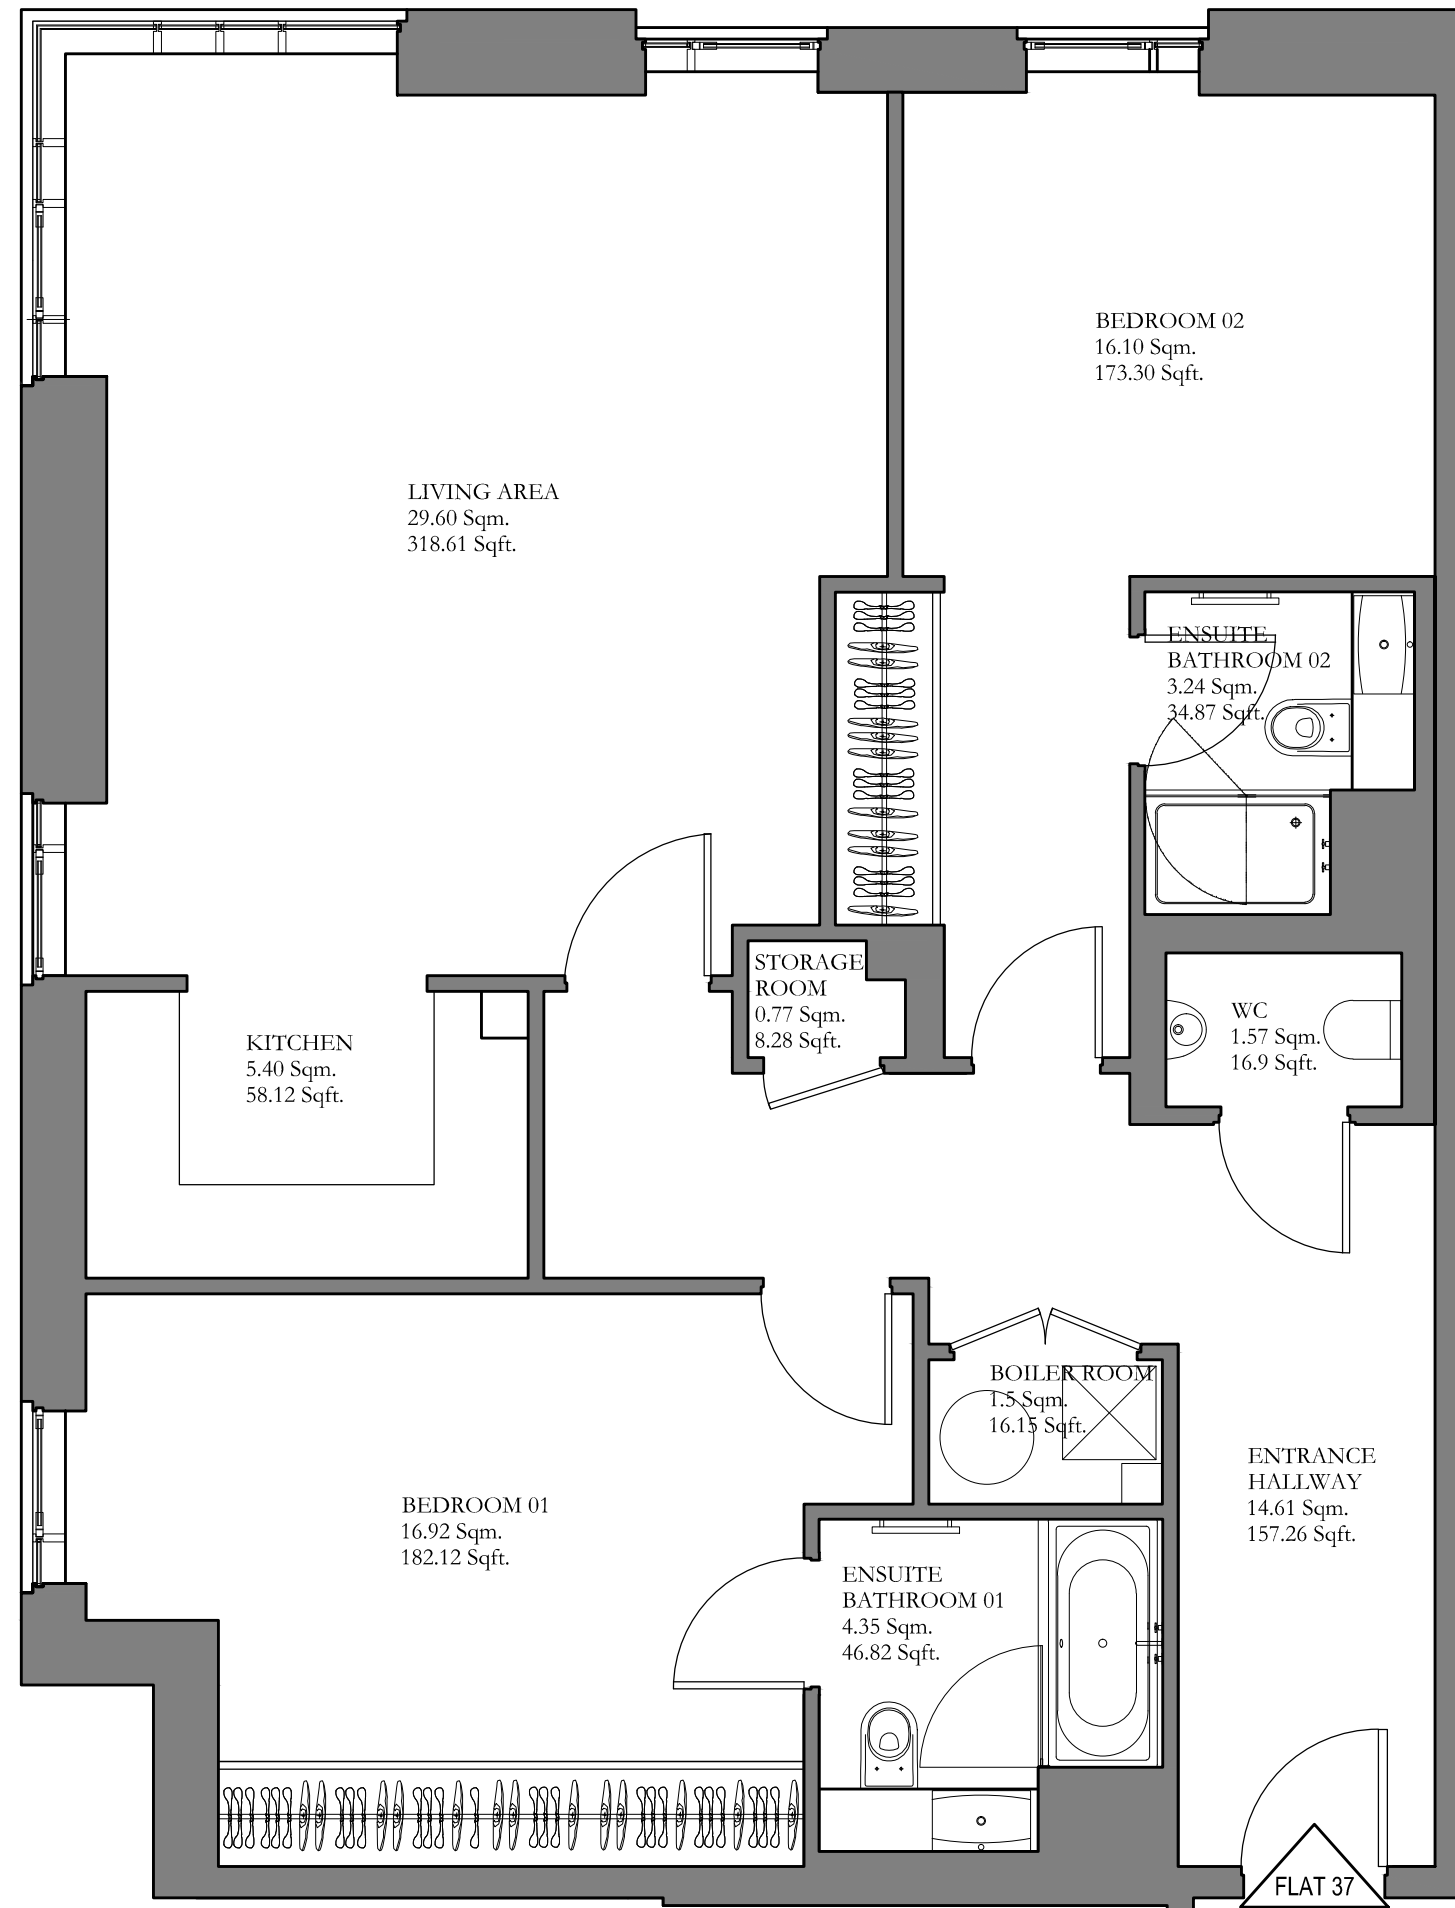 BEDROOM 02
16.10 Sqm.
173.30 Sqft.
LIVING AREA
29.60 Sqm.
318.61 Sqft.
ENSUITE
BATHROOM 02
3.24 Sqm.
34.87 Sqft.
STORAGE
ROOM
0.77 Sqm.
8.28 Sqft.
WC
1.57 Sqm.
16.9 Sqft.
KITCHEN
5.40 Sqm.
58.12 Sqft.
BOILER ROOM
1.5 Sqm.
16.15 Sqft.
ENTRANCE
HALLWAY
14.61 Sqm.
157.26 Sqft.
BEDROOM 01
16.92 Sqm.
182.12 Sqft.
ENSUITE
BATHROOM 01
4.35 Sqm.
46.82 Sqft.
FLAT 37